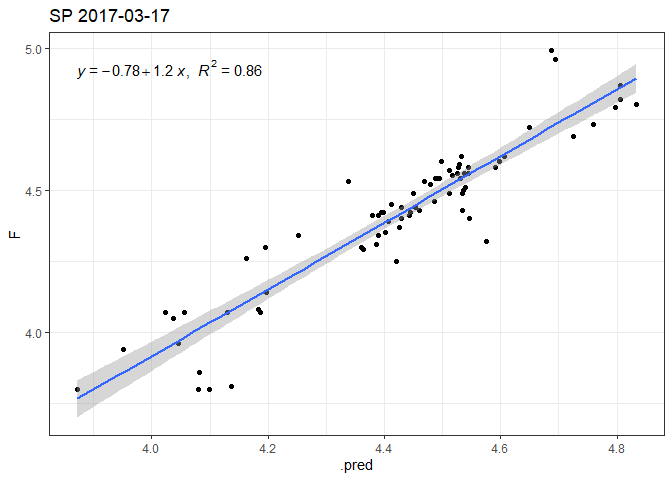 SP 2017-03-17
5.0
y = −0.78 + 1.2 x, R² = 0.86
4.5
F
4.0
4.0 4.2 4.4 4.6 4.8
.pred